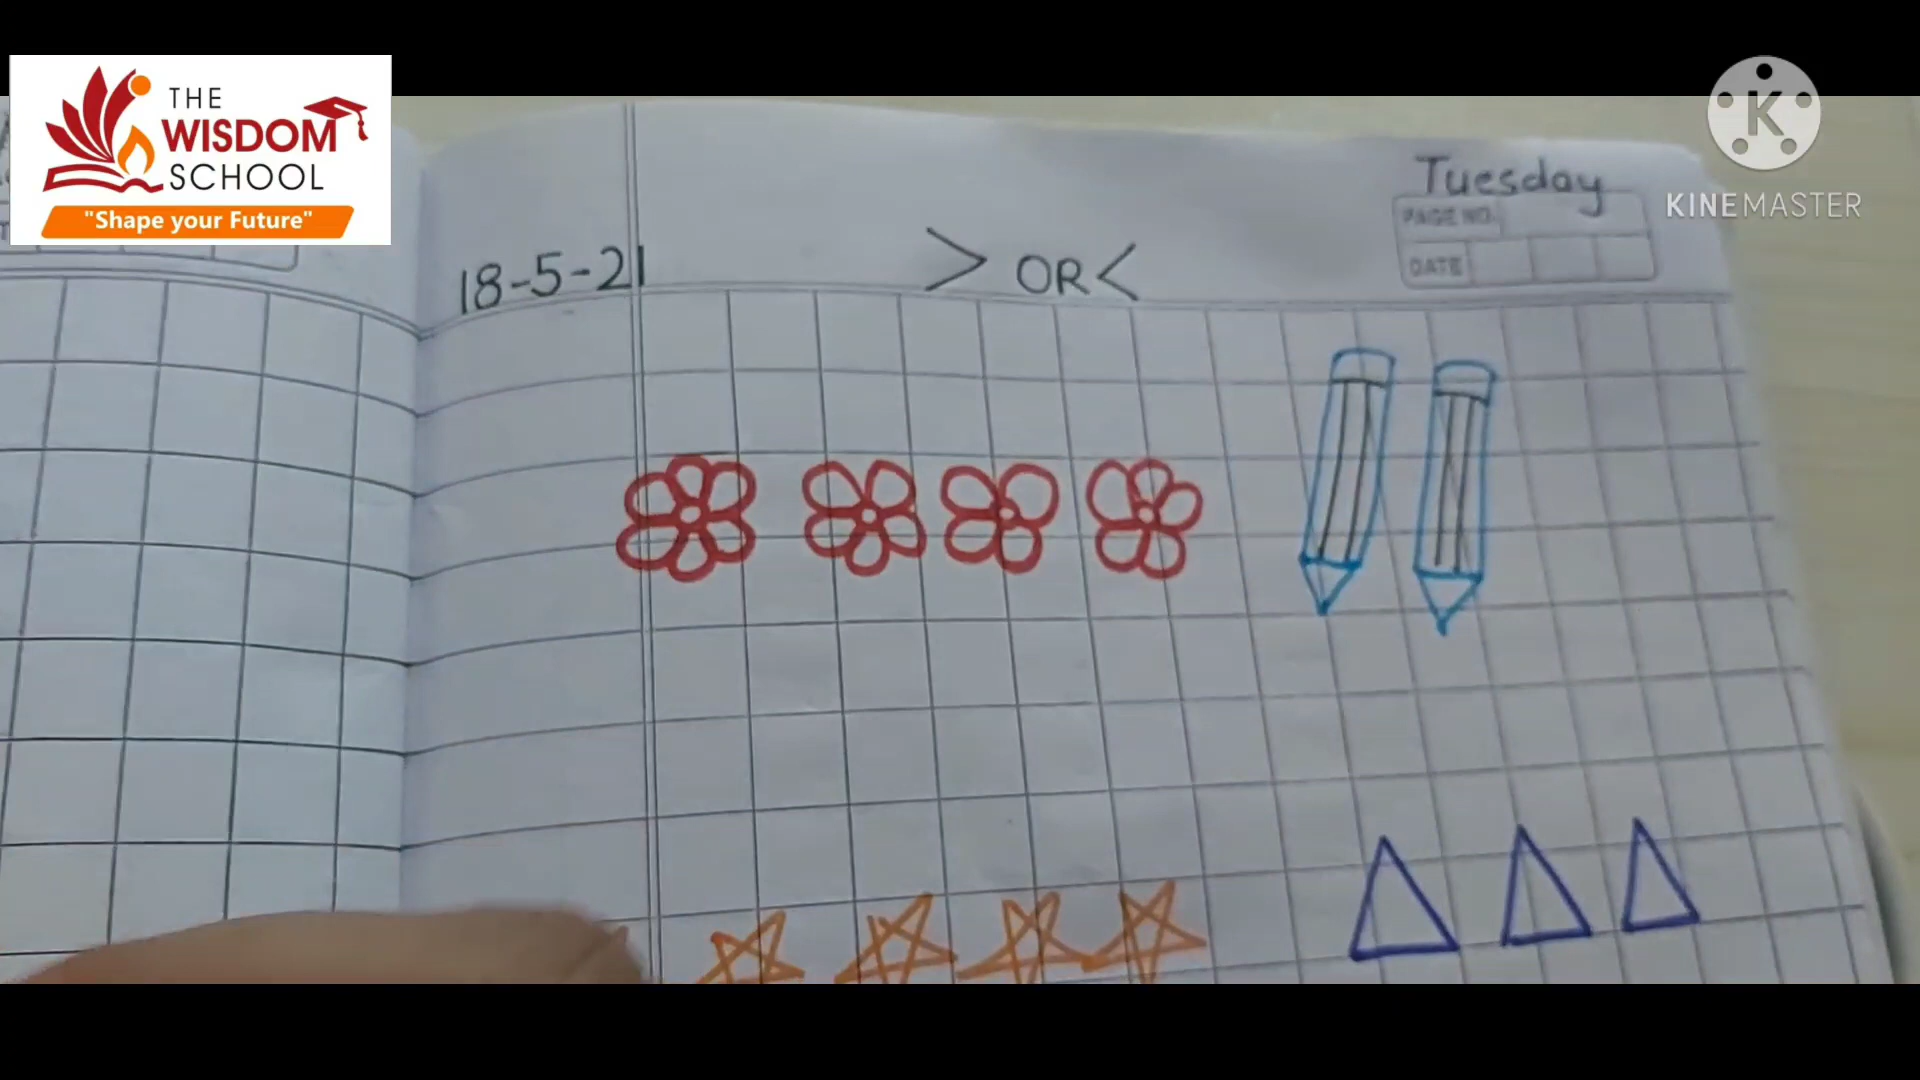 THE
WISDOM
SCHOOL
"Shape your Future"
K
KINEMASTER
Tuesday
PAGE NO.
DATE
18-5-21
> OR <